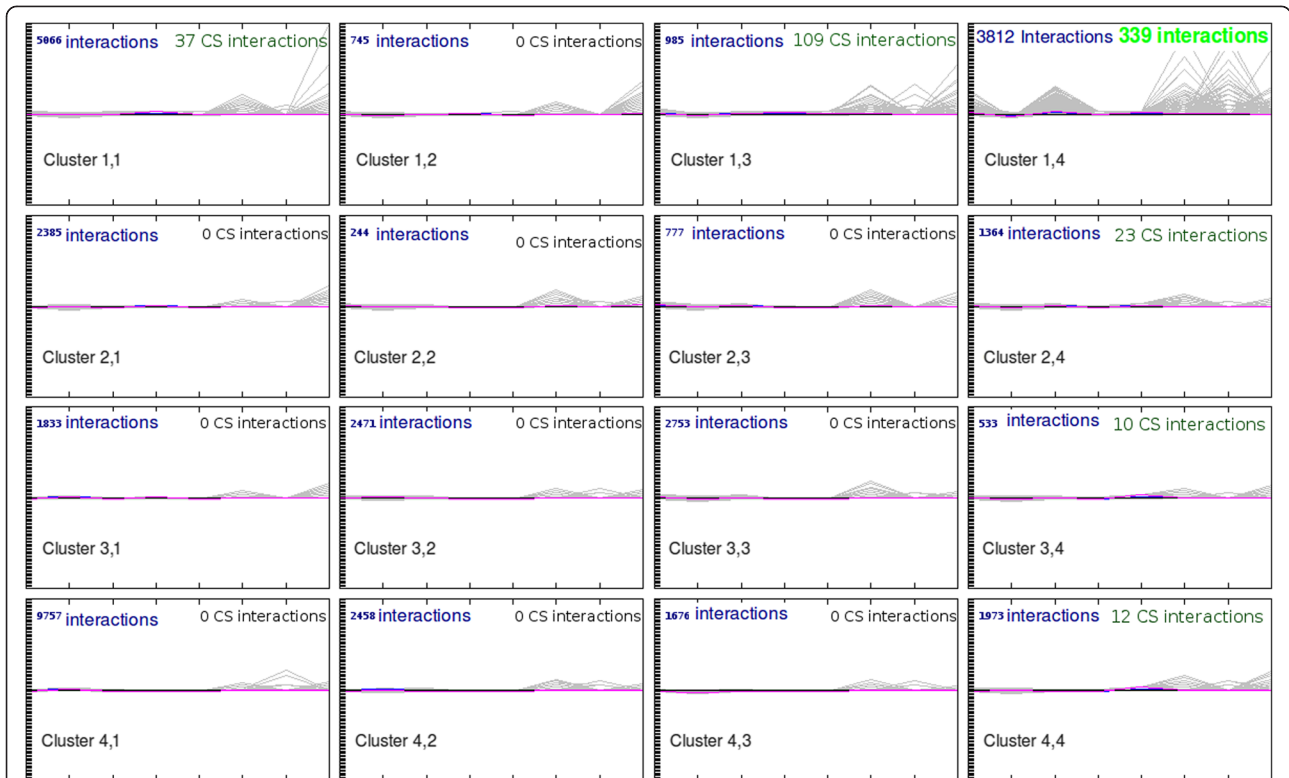 5066 interactions 37 CS interactions
745 interactions 0 CS interactions
985 interactions 109 CS interactions
3812 Interactions 339 interactions
Cluster 1,1
Cluster 1,2
Cluster 1,3
Cluster 1,4
2385 interactions 0 CS interactions
244 interactions 0 CS interactions
777 interactions 0 CS interactions
1364 interactions 23 CS interactions
Cluster 2,1
Cluster 2,2
Cluster 2,3
Cluster 2,4
1833 interactions 0 CS interactions
2471 interactions 0 CS interactions
2753 interactions 0 CS interactions
533 interactions 10 CS interactions
Cluster 3,1
Cluster 3,2
Cluster 3,3
Cluster 3,4
9757 interactions 0 CS interactions
2458 interactions 0 CS interactions
1676 interactions 0 CS interactions
1973 interactions 12 CS interactions
Cluster 4,1
Cluster 4,2
Cluster 4,3
Cluster 4,4